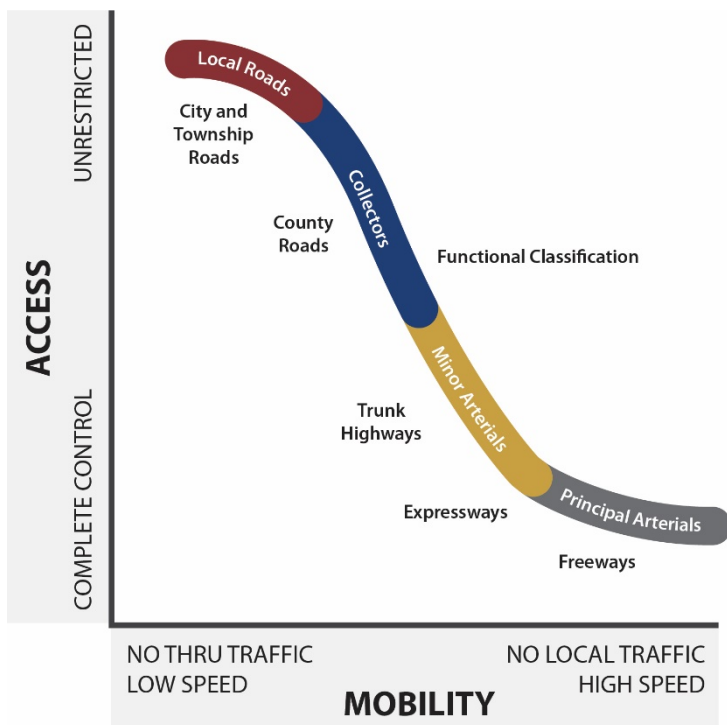 UNRESTRICTED
ACCESS
COMPLETE CONTROL
Local Roads
City and
Township
Roads
Collectors
County
Roads
Functional Classification
Minor Arterials
Trunk
Highways
Expressways
Principal Arterials
Freeways
NO THRU TRAFFIC
LOW SPEED
NO LOCAL TRAFFIC
HIGH SPEED
MOBILITY